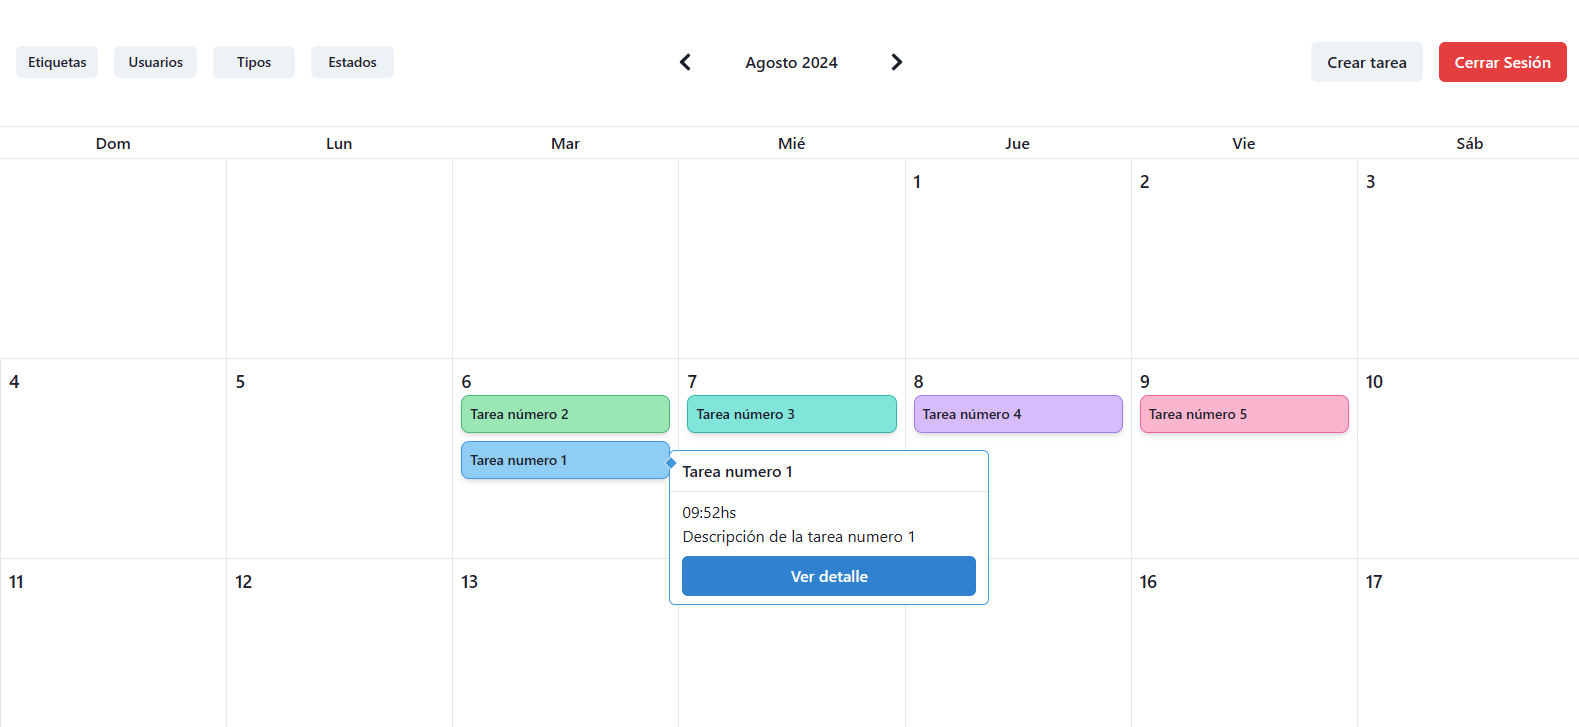 Etiquetas Usuarios Tipos Estados Agosto 2024 Crear tarea Cerrar Sesión
Dom Lun Mar Mié Jue Vie Sáb
1 2 3
4 5 6 7 8 9 10
Tarea número 2 Tarea número 3 Tarea número 4 Tarea número 5
Tarea numero 1
Tarea numero 1
09:52hs
Descripción de la tarea numero 1
Ver detalle
11 12 13 16 17